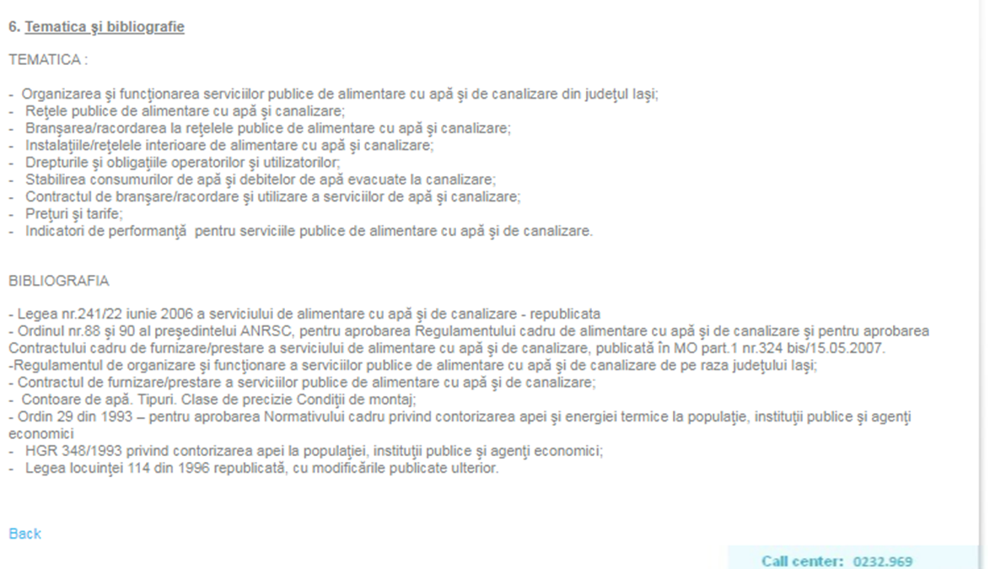 6. Tematica şi bibliografie
TEMATICA :
- Organizarea şi funcţionarea serviciilor publice de alimentare cu apă şi de canalizare din judeţul Iaşi;
- Reţele publice de alimentare cu apă şi canalizare;
- Branşarea/racordarea la reţelele publice de alimentare cu apă şi canalizare;
- Instalaţiile/reţelele interioare de alimentare cu apă şi canalizare;
- Drepturile şi obligaţiile operatorilor şi utilizatorilor;
- Stabilirea consumurilor de apă şi debitelor de apă evacuate la canalizare;
- Contractul de branşare/racordare şi utilizare a serviciilor de apă şi canalizare;
- Preţuri şi tarife;
- Indicatori de performanţă pentru serviciile publice de alimentare cu apă şi de canalizare.
BIBLIOGRAFIA
- Legea nr.241/22 iunie 2006 a serviciului de alimentare cu apă şi de canalizare - republicata
- Ordinul nr.88 şi 90 al preşedintelui ANRSC, pentru aprobarea Regulamentului cadru de alimentare cu apă şi de canalizare şi pentru aprobarea
Contractului cadru de furnizare/prestare a serviciului de alimentare cu apă şi de canalizare, publicată în MO part.1 nr.324 bis/15.05.2007.
-Regulamentul de organizare şi funcţionare a serviciilor publice de alimentare cu apă şi de canalizare de pe raza judeţului Iaşi;
- Contractul de furnizare/prestare a serviciilor publice de alimentare cu apă şi de canalizare;
- Contoare de apă. Tipuri. Clase de precizie Condiţii de montaj;
- Ordin 29 din 1993 – pentru aprobarea Normativului cadru privind contorizarea apei şi energiei termice la populaţie, instituţii publice şi agenţi
economici
- HGR 348/1993 privind contorizarea apei la populaţiei, instituţii publice şi agenţi economici;
- Legea locuinţei 114 din 1996 republicată, cu modificările publicate ulterior.
Back
Call center: 0232.969